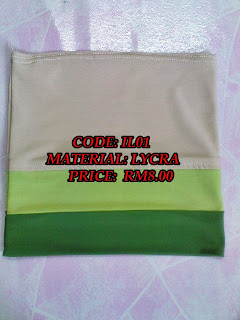 CODE: IL01
MATERIAL: LYCRA
PRICE: RM8.00